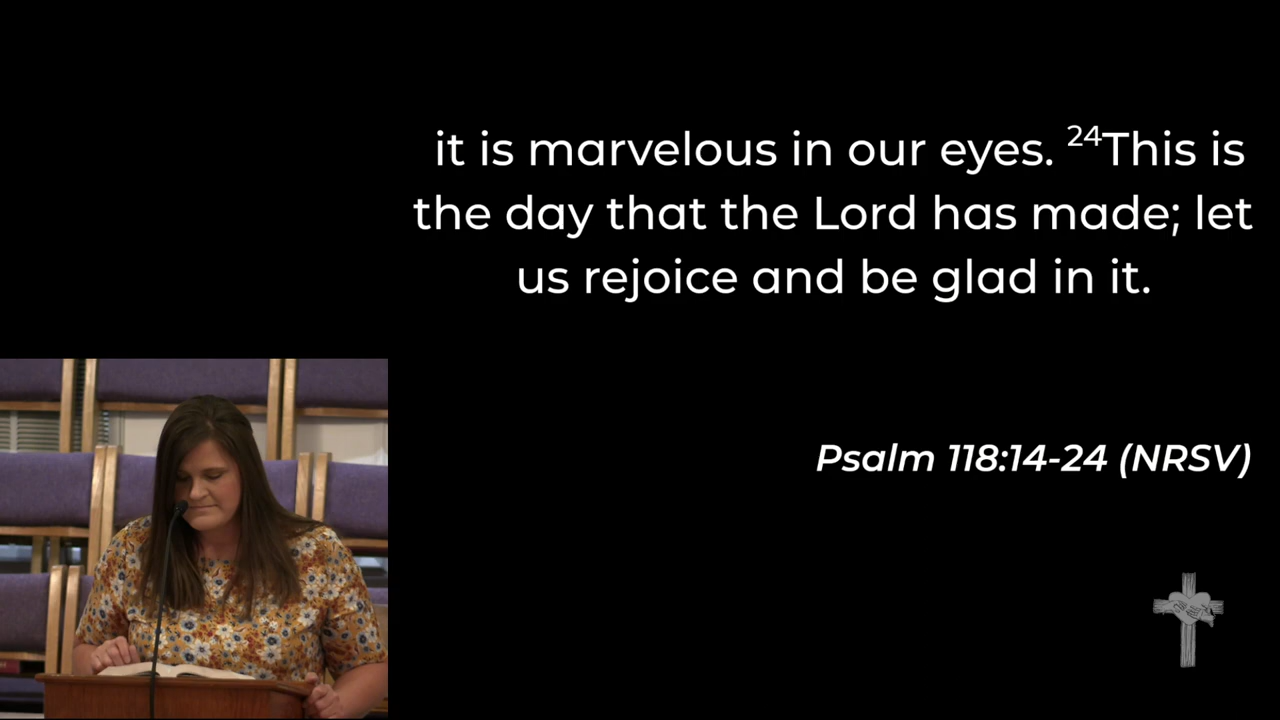 it is marvelous in our eyes. ²⁴This is
the day that the Lord has made; let
us rejoice and be glad in it.
Psalm 118:14-24 (NRSV)